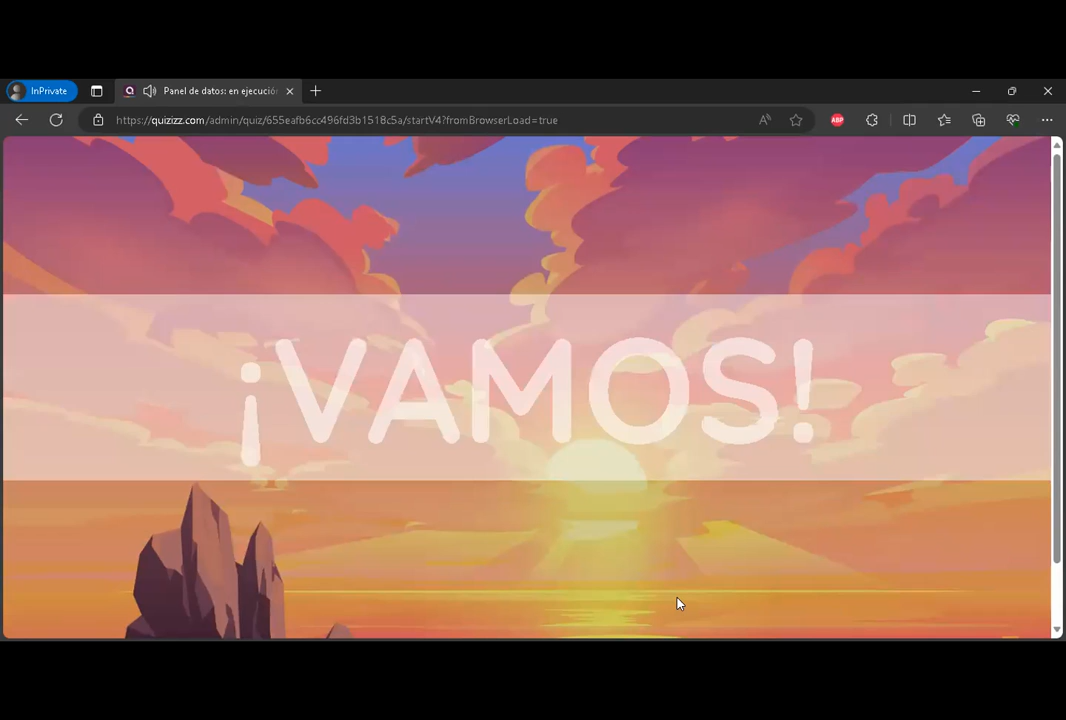 InPrivate
Panel de datos: en ejecució
https://quizizz.com/admin/quiz/655eafb6cc496fd3b1518c5a/startV4?fromBrowserLoad=true
ABP
¡VAMOS!